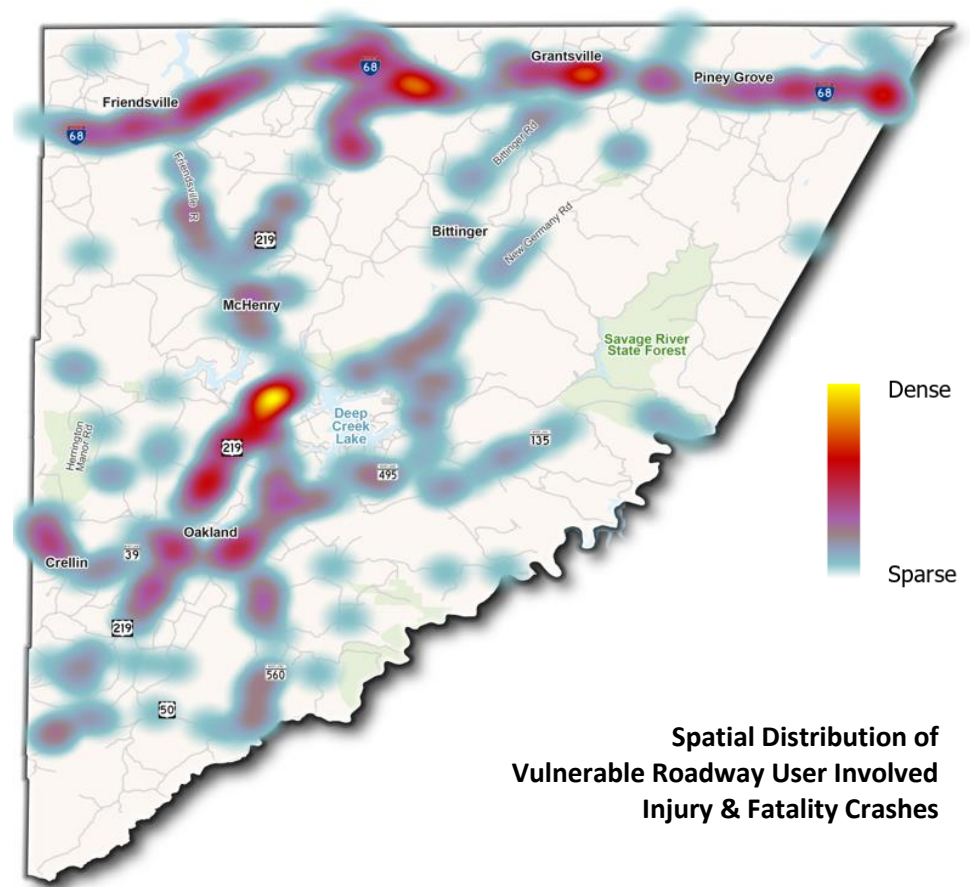 Grantsville
68
Piney Grove
Friendsville
68
68
Bittinger Rd
Friendsville R
Bittinger
New Germany Rd
219
McHenry
Savage River
State Forest
Dense
Deep
Creek
Lake
Herrington
Manor Rd
219
135
495
Oakland
39
Crellin
Sparse
219
560
50
Spatial Distribution of
Vulnerable Roadway User Involved
Injury & Fatality Crashes